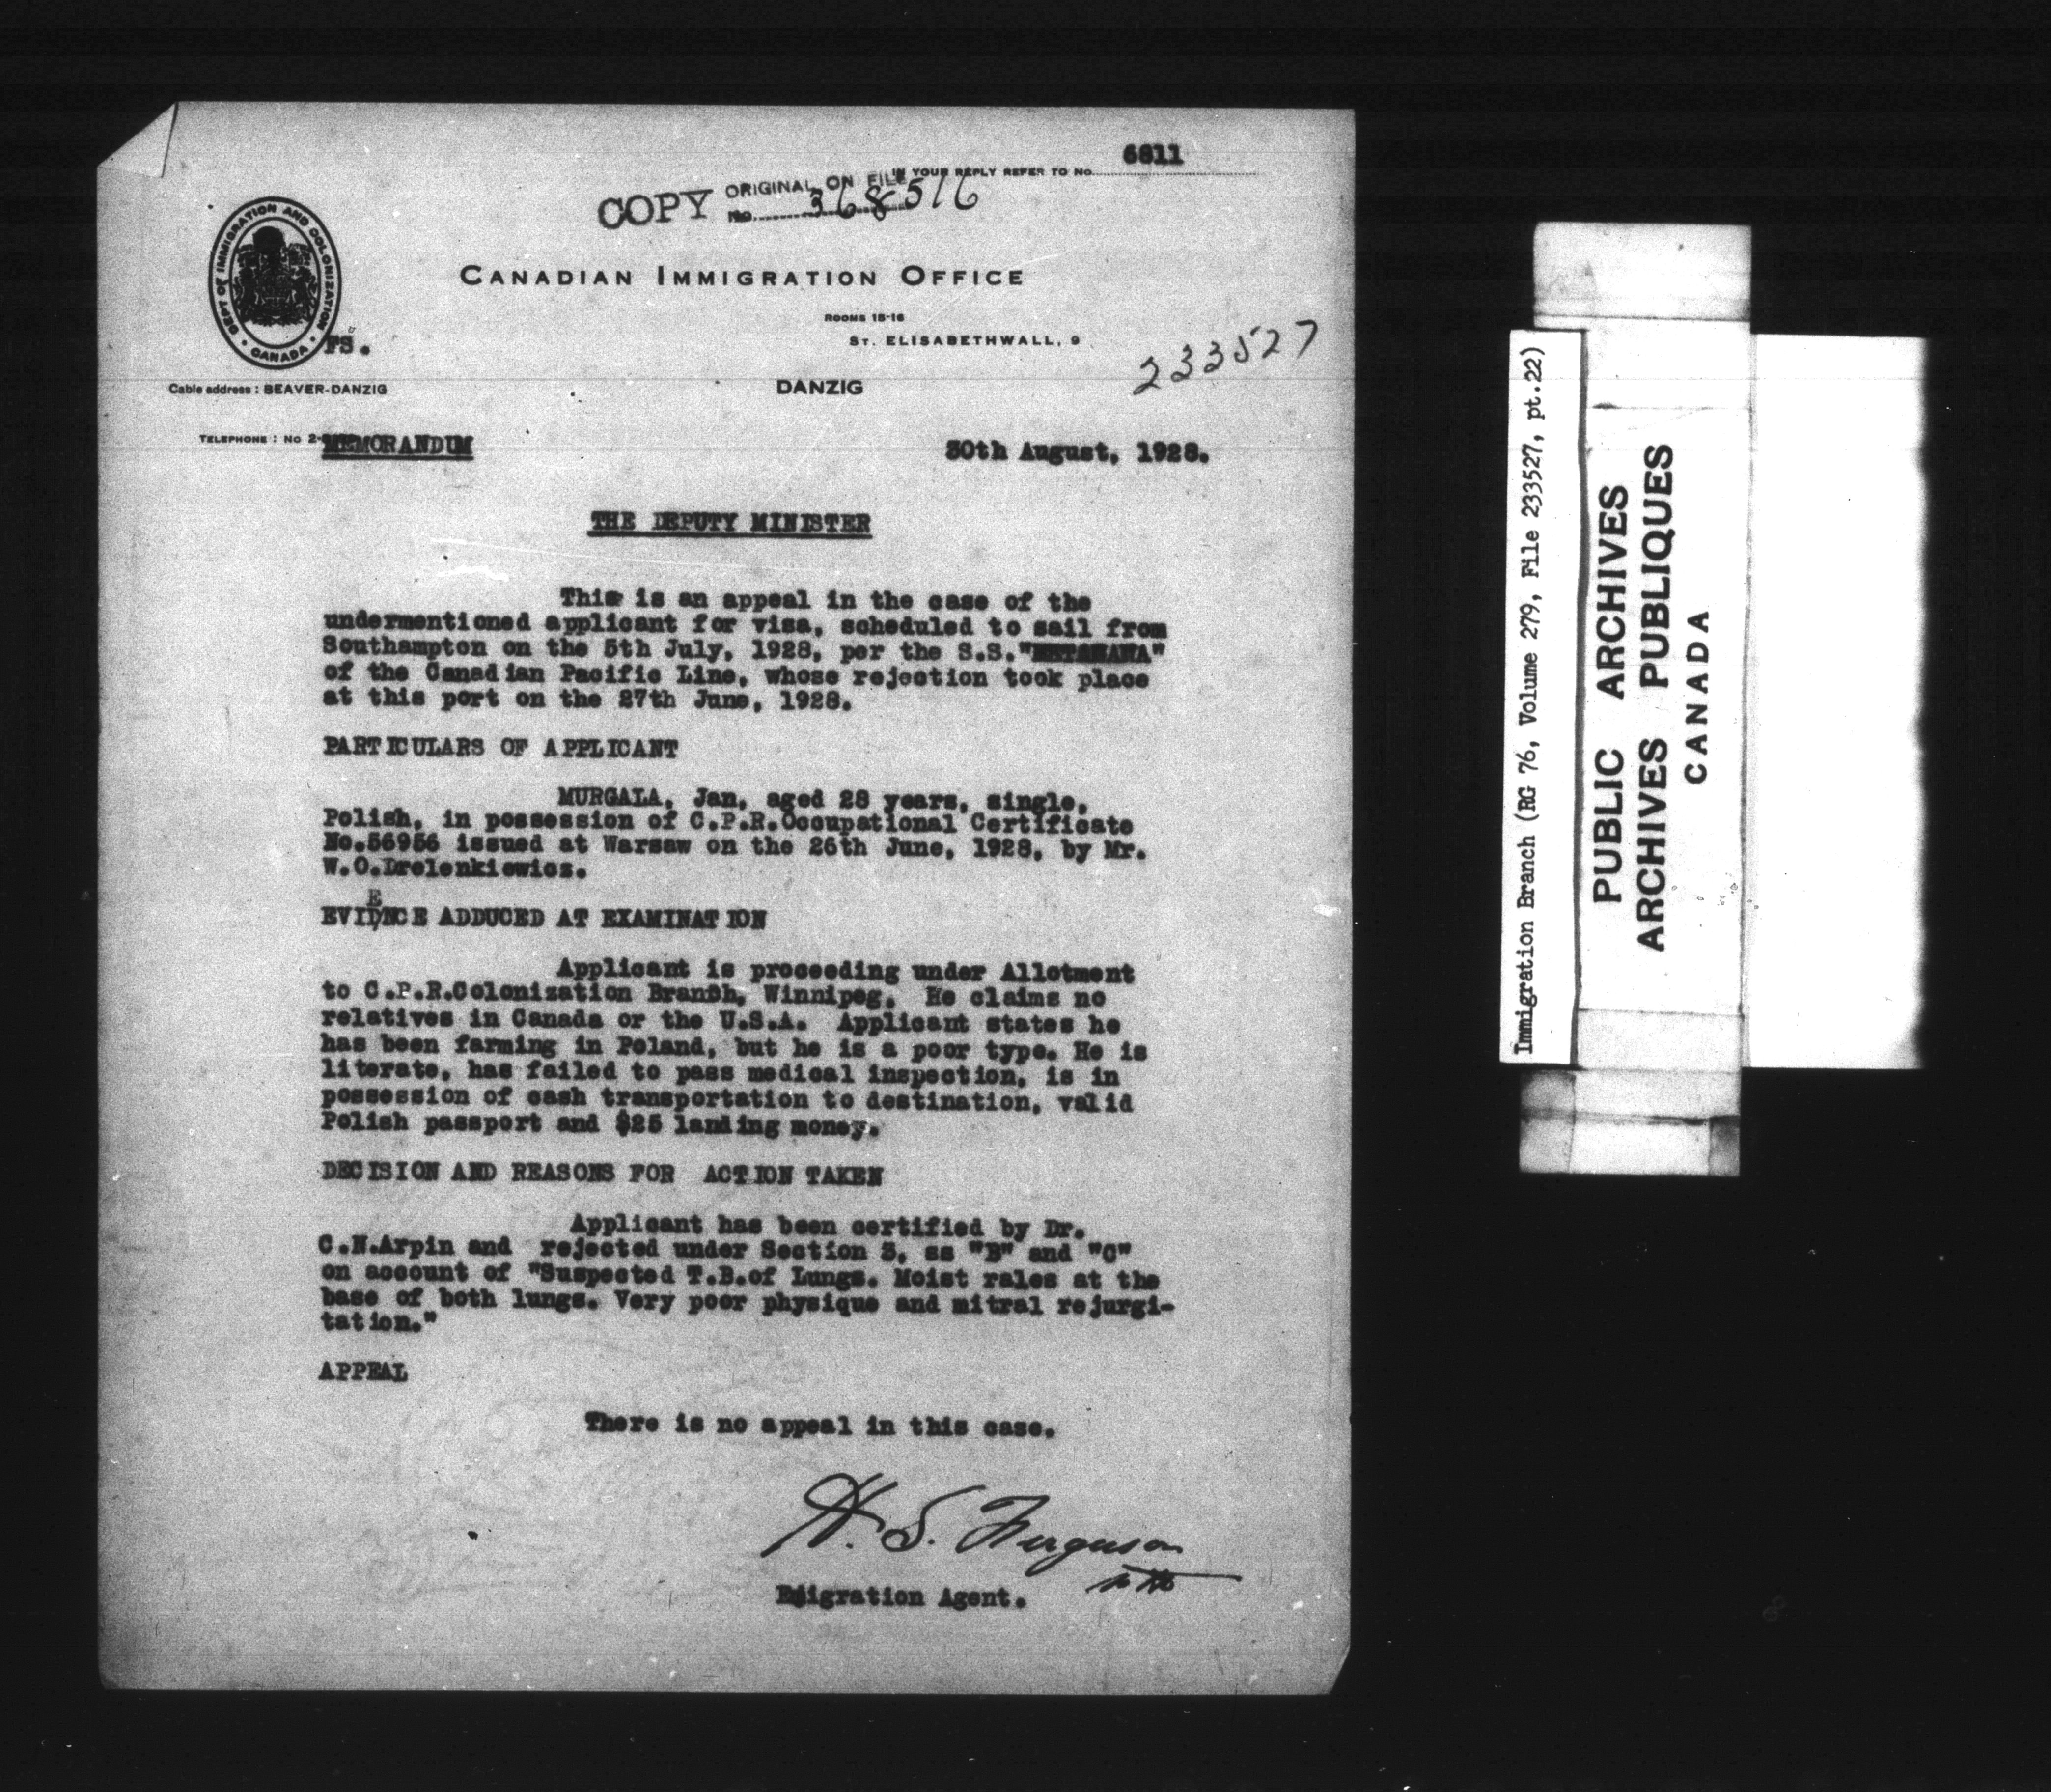 6811
IN YOUR REPLY REFER TO No.
COPY ORIGINAL ON FILE
No. 368516
DEPT OF IMMIGRATION AND COLONIZATION
CANADA
CANADIAN IMMIGRATION OFFICE
ROOMS 15-16
ST. ELISABETHWALL, 9
FS.
233527
Cable address : BEAVER-DANZIG
DANZIG
TELEPHONE : No 2-
MEMORANDUM
30th August, 1928.
THE DEPUTY MINISTER
This is an appeal in the case of the
undermentioned applicant for visa, scheduled to sail from
Southampton on the 5th July, 1928, per the S.S."METAGAMA"
of the Canadian Pacific Line, whose rejection took place
at this port on the 27th June, 1928.
PARTICULARS OF APPLICANT
MURGALA, Jan, aged 28 years, single,
Polish, in possession of C.P.R.Occupational Certificate
No.56956 issued at Warsaw on the 26th June, 1928, by Mr.
W.O.Drelenkiewicz.
E
EVIDNCE ADDUCED AT EXAMINATION
Applicant is proceeding under Allotment
to C.P.R.Colonization Branch, Winnipeg. He claims no
relatives in Canada or the U.S.A. Applicant states he
has been farming in Poland, but he is a poor type. He is
literate, has failed to pass medical inspection, is in
possession of cash transportation to destination, valid
Polish passport and $25 landing money.
DECISION AND REASONS FOR ACTION TAKEN
Applicant has been certified by Dr.
C.N.Arpin and rejected under Section 3, ss "B" and "C"
on account of "Suspected T.B.of Lungs. Moist rales at the
base of both lungs. Very poor physique and mitral rejurgi-
tation."
APPEAL
There is no appeal in this case.
W. S. Ferguson
Emigration Agent.
Immigration Branch (RG 76, Volume 279, File 233527, pt.22)
PUBLIC ARCHIVES
ARCHIVES PUBLIQUES
CANADA